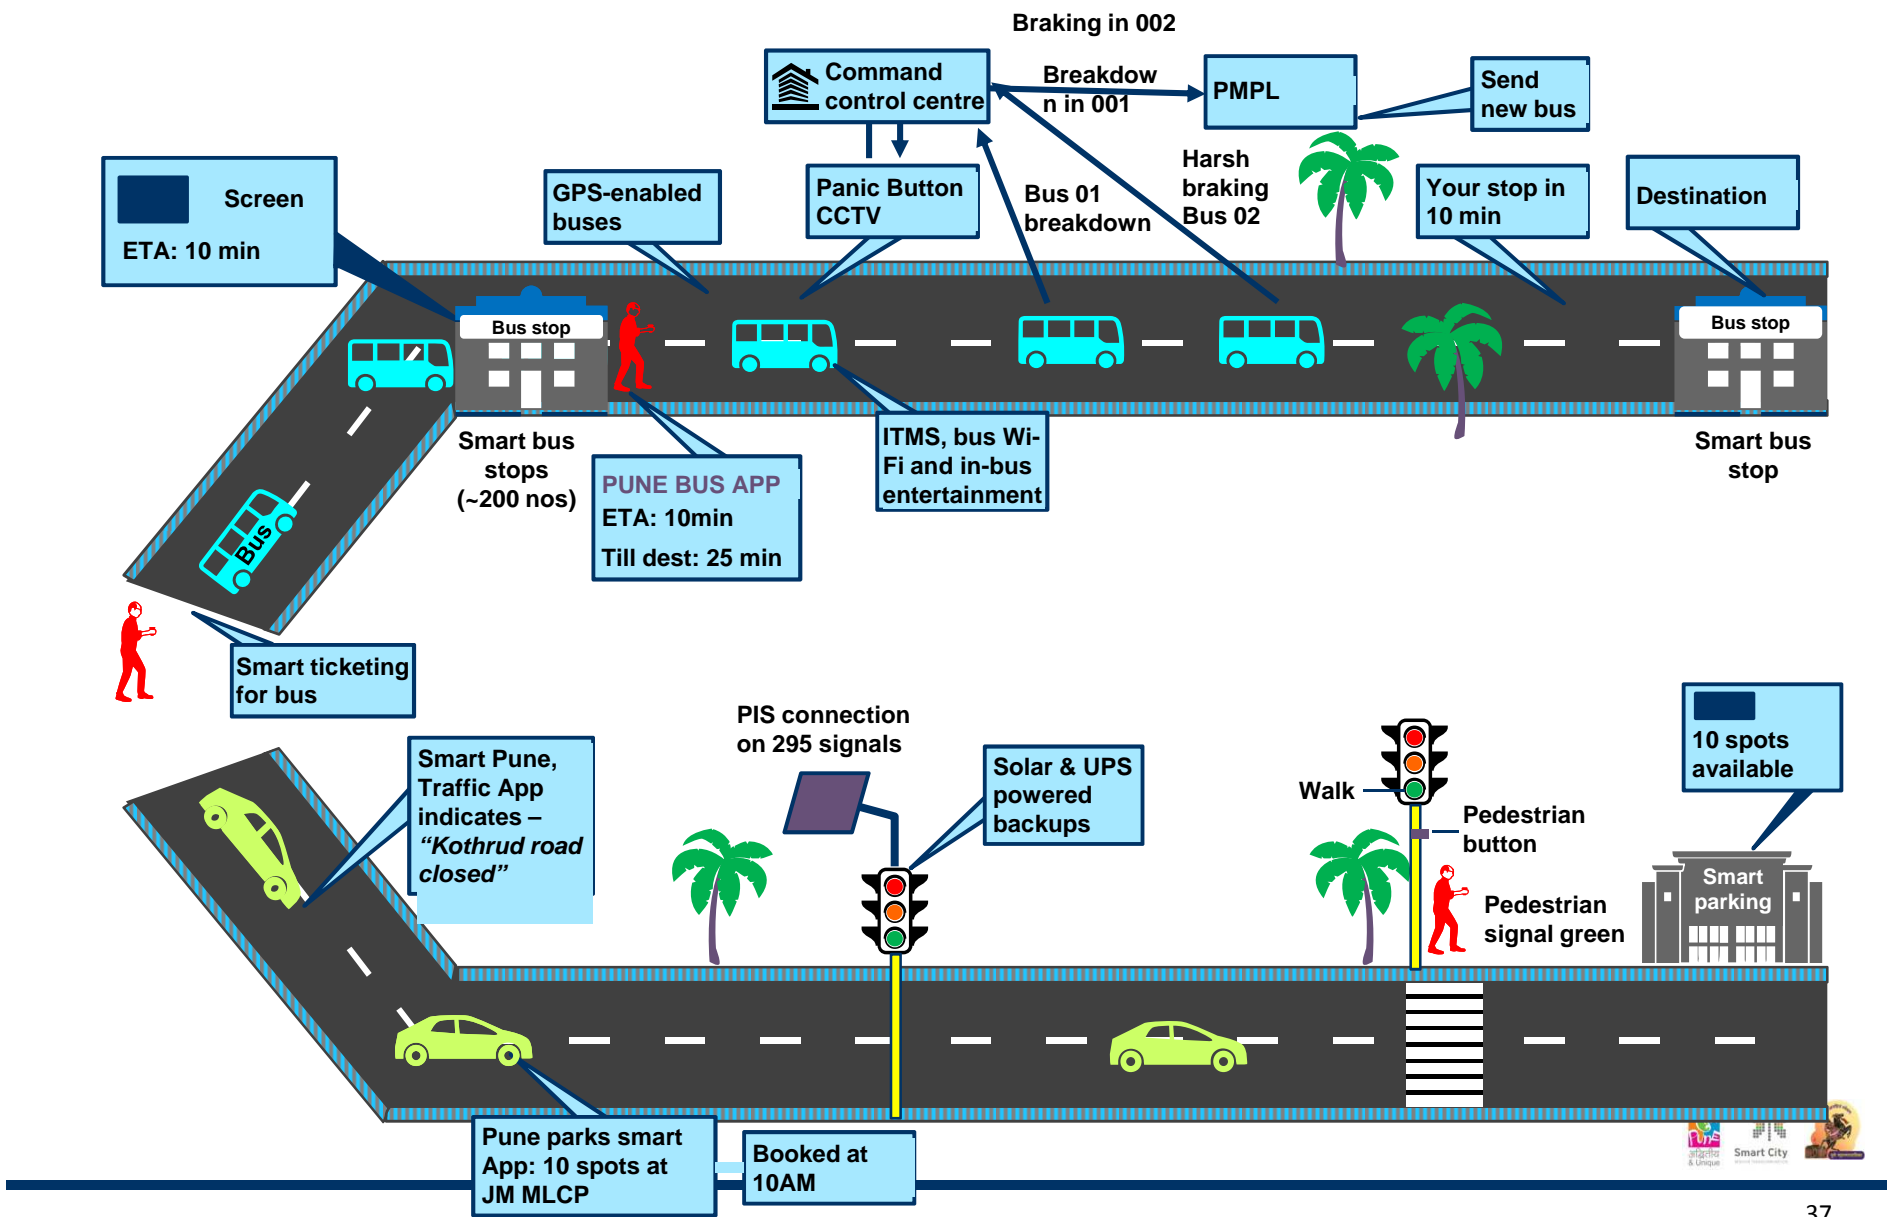 Braking in 002
Command
control centre
Breakdow
n in 001
PMPL
Send
new bus
Screen
ETA: 10 min
GPS-enabled
buses
Panic Button
CCTV
Bus 01
breakdown
Harsh
braking
Bus 02
Your stop in
10 min
Destination
Bus stop
Bus stop
Smart bus
stops
(~200 nos)
PUNE BUS APP
ETA: 10min
Till dest: 25 min
ITMS, bus Wi-
Fi and in-bus
entertainment
Smart bus
stop
Bus
Smart ticketing
for bus
PIS connection
on 295 signals
Smart Pune,
Traffic App
indicates –
“Kothrud road
closed”
Solar & UPS
powered
backups
Walk
Pedestrian
button
Pedestrian
signal green
10 spots
available
Smart
parking
Pune parks smart
App: 10 spots at
JM MLCP
Booked at
10AM
PUNE
& Unique
Smart City
37